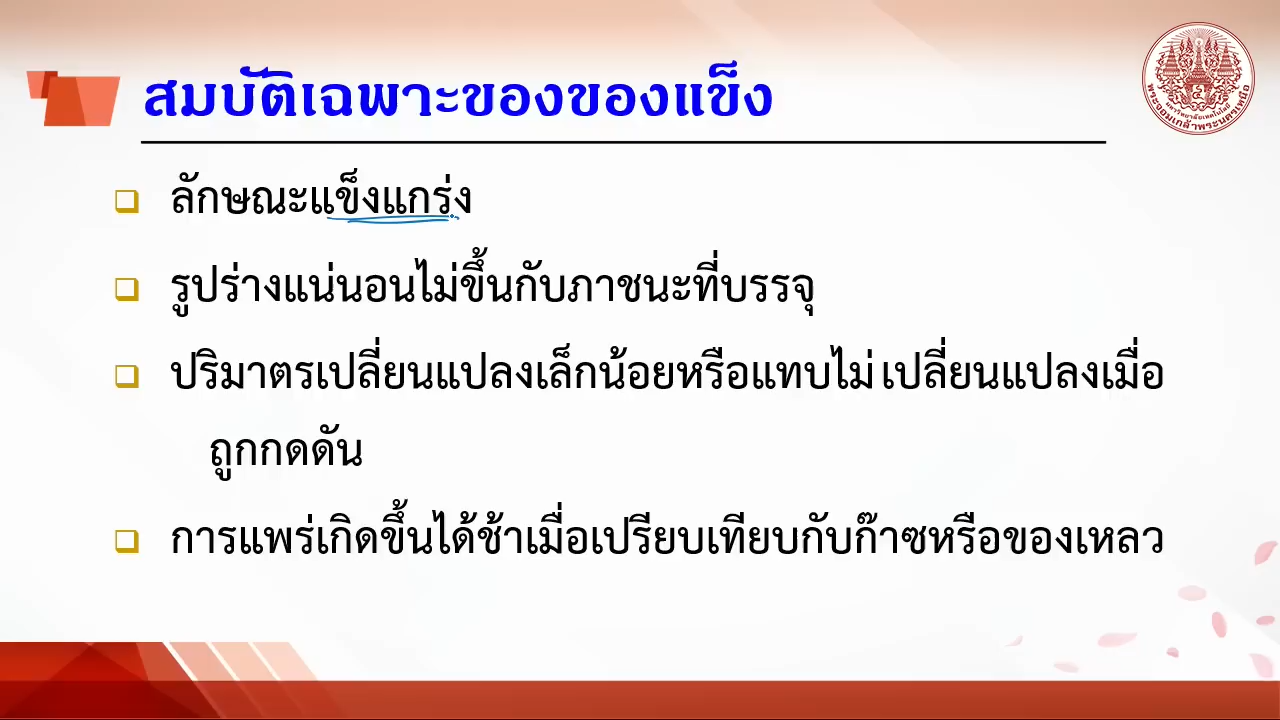 สมบัติเฉพาะของของแข็ง
ลักษณะแข็งแกร่ง
รูปร่างแน่นอนไม่ขึ้นกับภาชนะที่บรรจุ
ปริมาตรเปลี่ยนแปลงเล็กน้อยหรือแทบไม่ เปลี่ยนแปลงเมื่อ
ถูกกดดัน
การแพร่เกิดขึ้นได้ช้าเมื่อเปรียบเทียบกับก๊าซหรือของเหลว